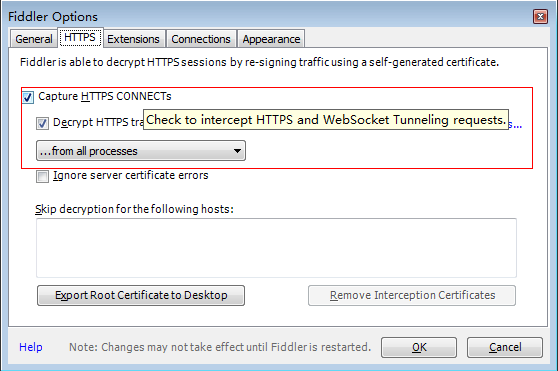 Fiddler Options
General HTTPS Extensions Connections Appearance
Fiddler is able to decrypt HTTPS sessions by re-signing traffic using a self-generated certificate.
Capture HTTPS CONNECTs
Decrypt HTTPS tra
Check to intercept HTTPS and WebSocket Tunneling requests.
s...
...from all processes
Ignore server certificate errors
Skip decryption for the following hosts:
Export Root Certificate to Desktop Remove Interception Certificates
Help Note: Changes may not take effect until Fiddler is restarted. OK Cancel